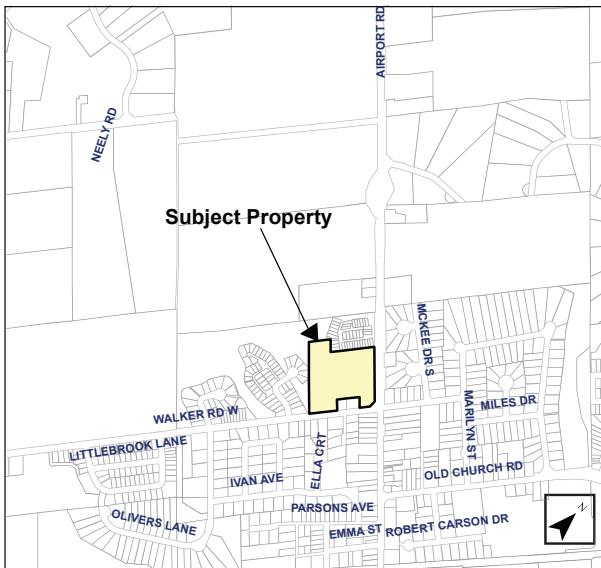 AIRPORT RD
NEELY RD
Subject Property
MCKEE DR S
WALKER RD W
MARILYN ST
MILES DR
LITTLEBROOK LANE
ELLA CRT
OLD CHURCH RD
IVAN AVE
PARSONS AVE
OLIVERS LANE
EMMA ST
ROBERT CARSON DR
N